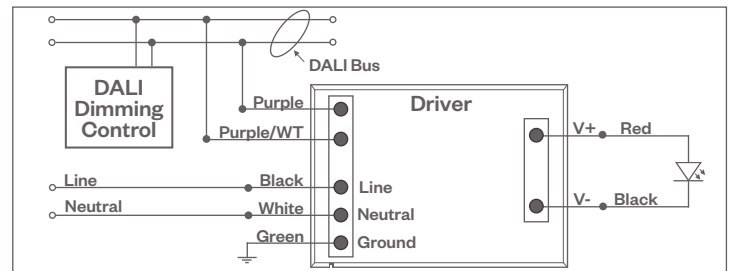 DALI Bus
DALI
Dimming
Control
Driver
Purple
Purple/WT
V+ Red
Line Black Line
V- Black
Neutral White Neutral
Green Ground